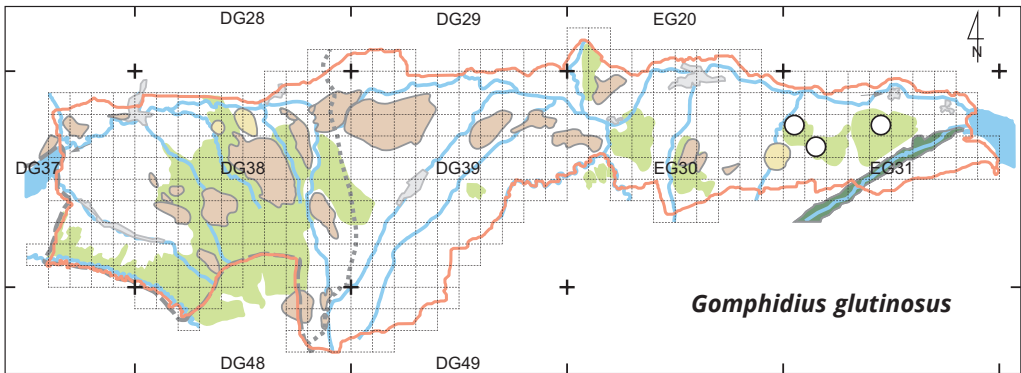 DG28 DG29 EG20
N
DG37 DG38 DG39 EG30 EG31
Gomphidius glutinosus
DG48 DG49